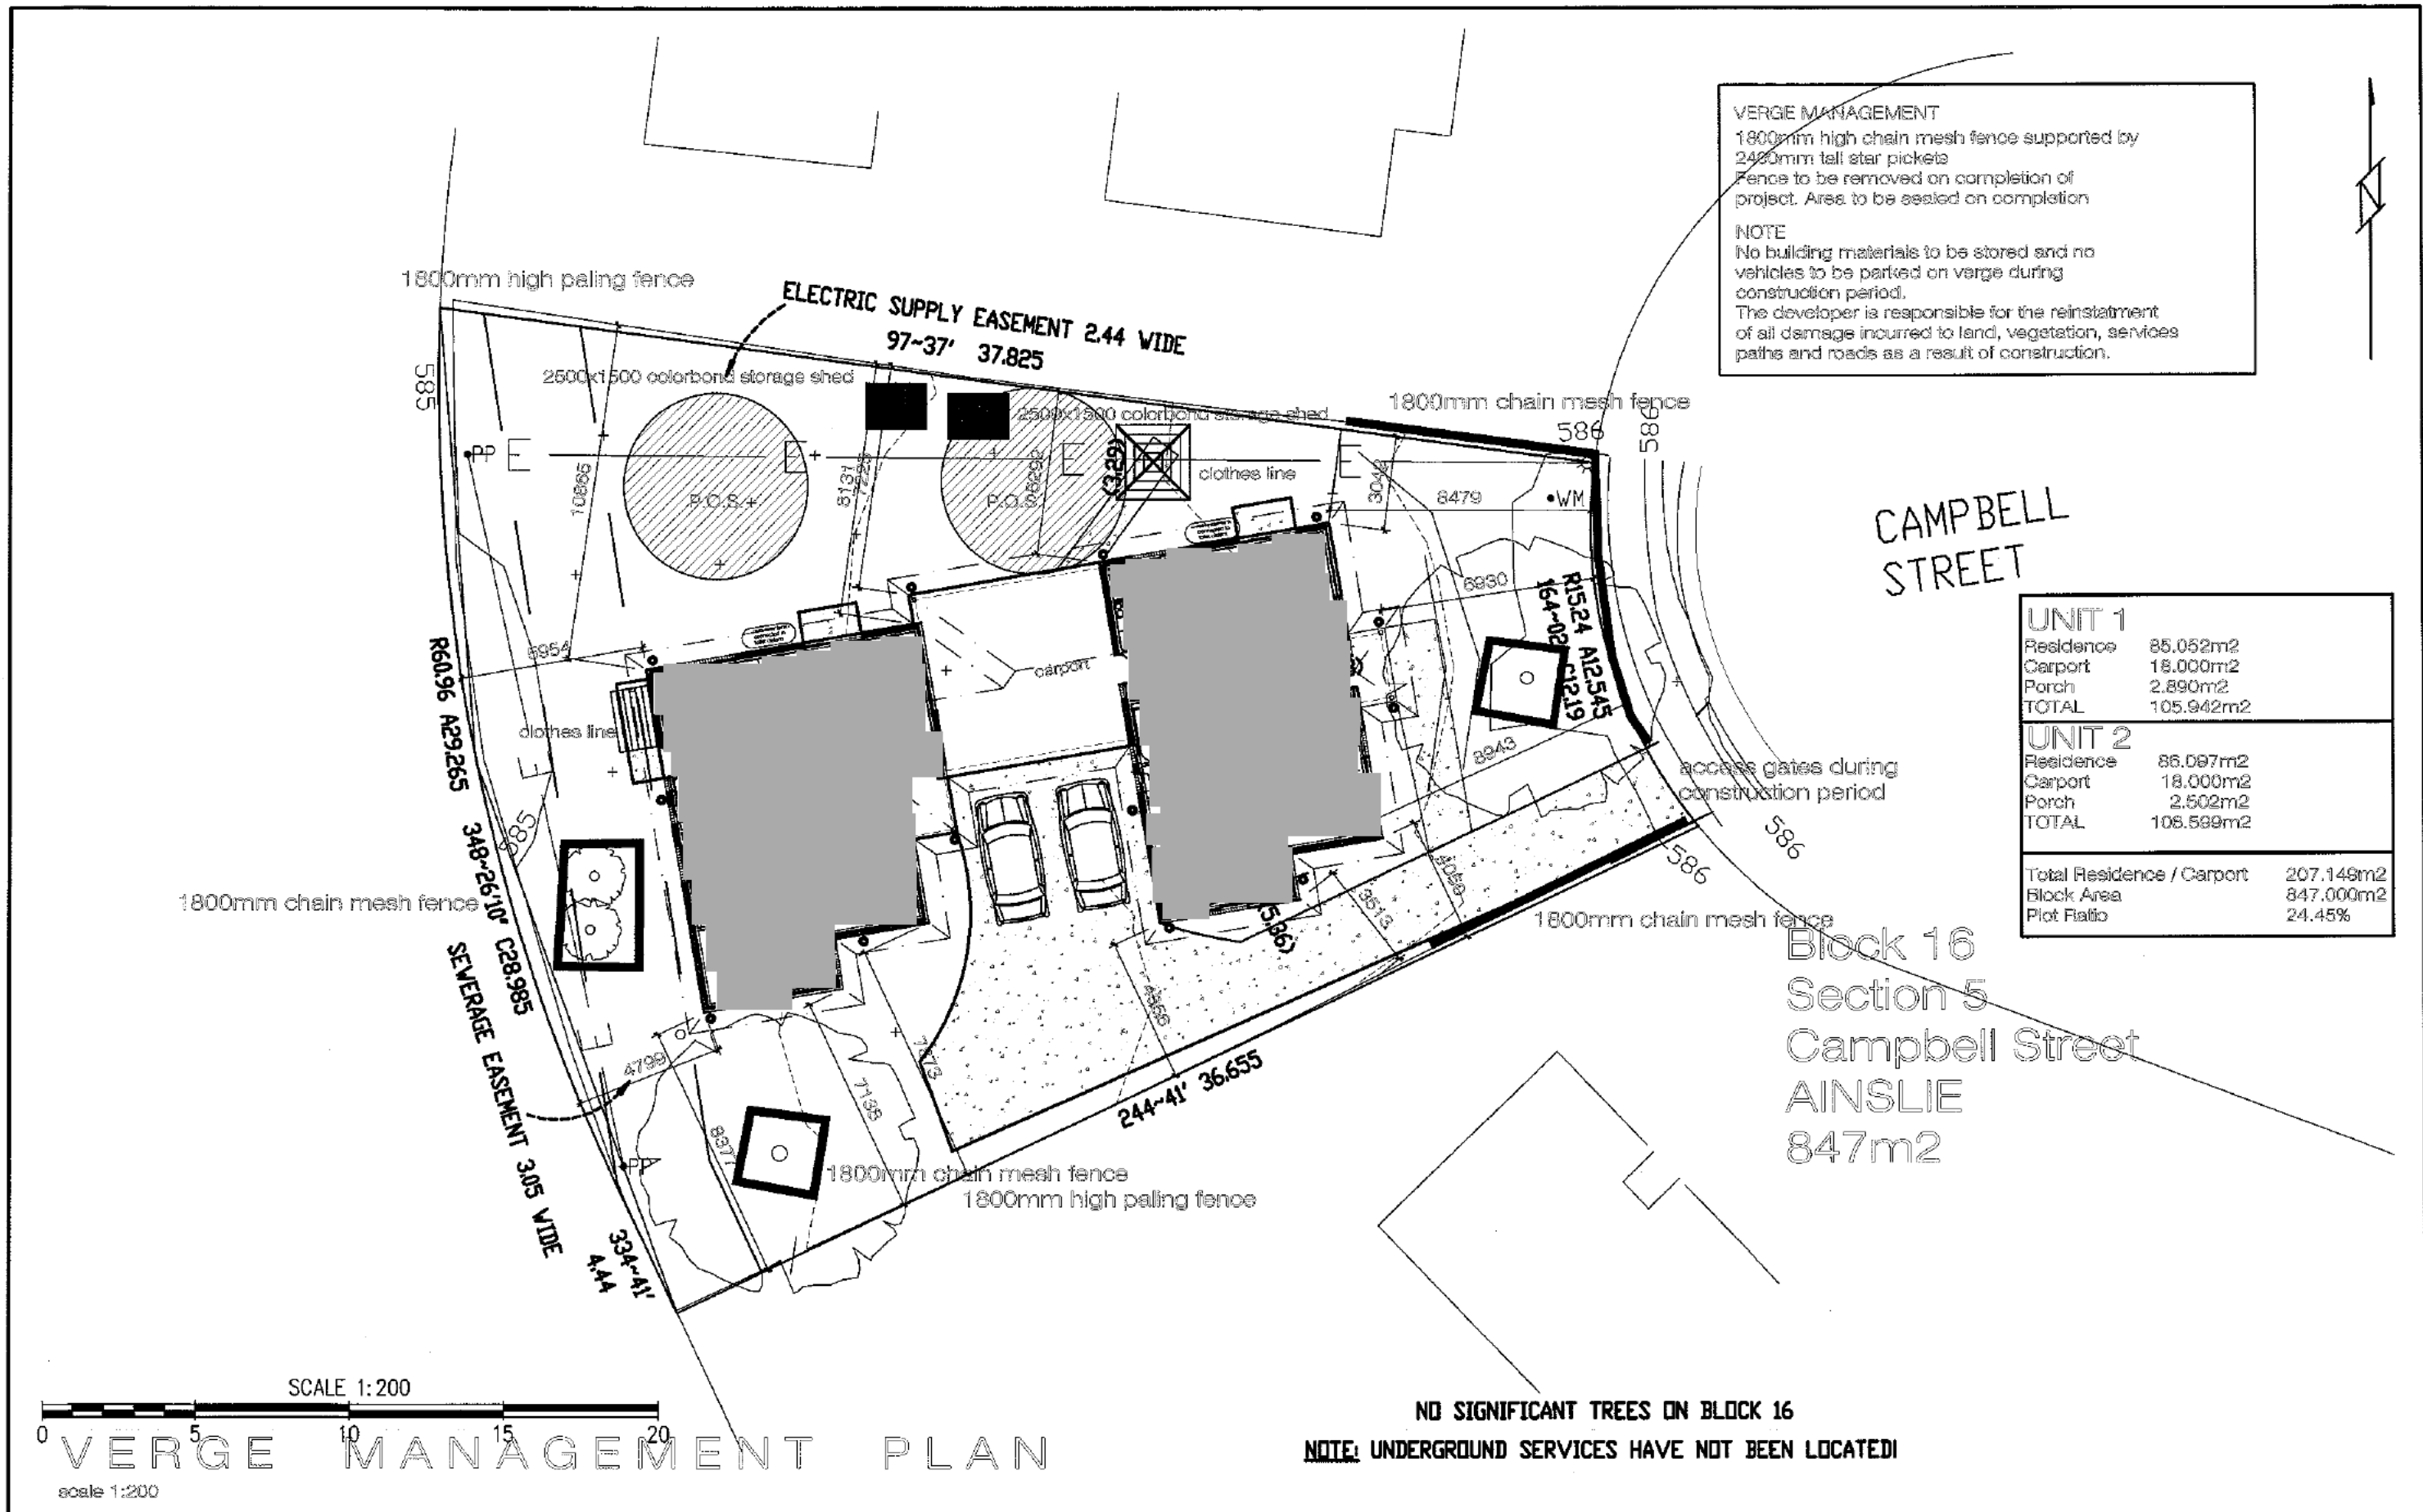 VERGE MANAGEMENT
1800mm high chain mesh fence supported by
2400mm tall star pickets
Fence to be removed on completion of
project. Area to be sealed on completion
NOTE
No building materials to be stored and no
vehicles to be parked on verge during
construction period.
The developer is responsible for the reinstatment
of all damage incurred to land, vegetation, services
paths and roads as a result of construction.
1800mm high paling fence
ELECTRIC SUPPLY EASEMENT 2.44 WIDE
97~37' 37.825
585
2500x1500 colorbond storage shed
2500x1500 colorbond storage shed
1800mm chain mesh fence
586
586
PP
E
E
E
E
10865
P.O.S.
(3.29)
clothes line
8479
WM
CAMPBELL
STREET
6930
R15.24 A12.545
C12.19
5954
carport
clothes line
R60.96 A29.265
348~26'10" C28.985
585
E
8943
access gates during
construction period
586
586
UNIT 1
Residence 85.052m2
Carport 18.000m2
Porch 2.890m2
TOTAL 105.942m2
UNIT 2
Residence 86.097m2
Carport 18.000m2
Porch 2.502m2
TOTAL 106.599m2
Total Residence / Carport 207.149m2
Block Area 847.000m2
Plot Ratio 24.45%
1800mm chain mesh fence
4059
3513
1800mm chain mesh fence
Block 16
Section 5
Campbell Street
AINSLIE
847m2
SEWERAGE EASEMENT 3.05 WIDE
E
4799
7138
8377
PP
244~41' 36.655
1800mm chain mesh fence
1800mm high paling fence
334~41'
4.44
SCALE 1:200
0 5 10 15 20
VERGE MANAGEMENT PLAN
scale 1:200
NO SIGNIFICANT TREES ON BLOCK 16
NOTE: UNDERGROUND SERVICES HAVE NOT BEEN LOCATED!